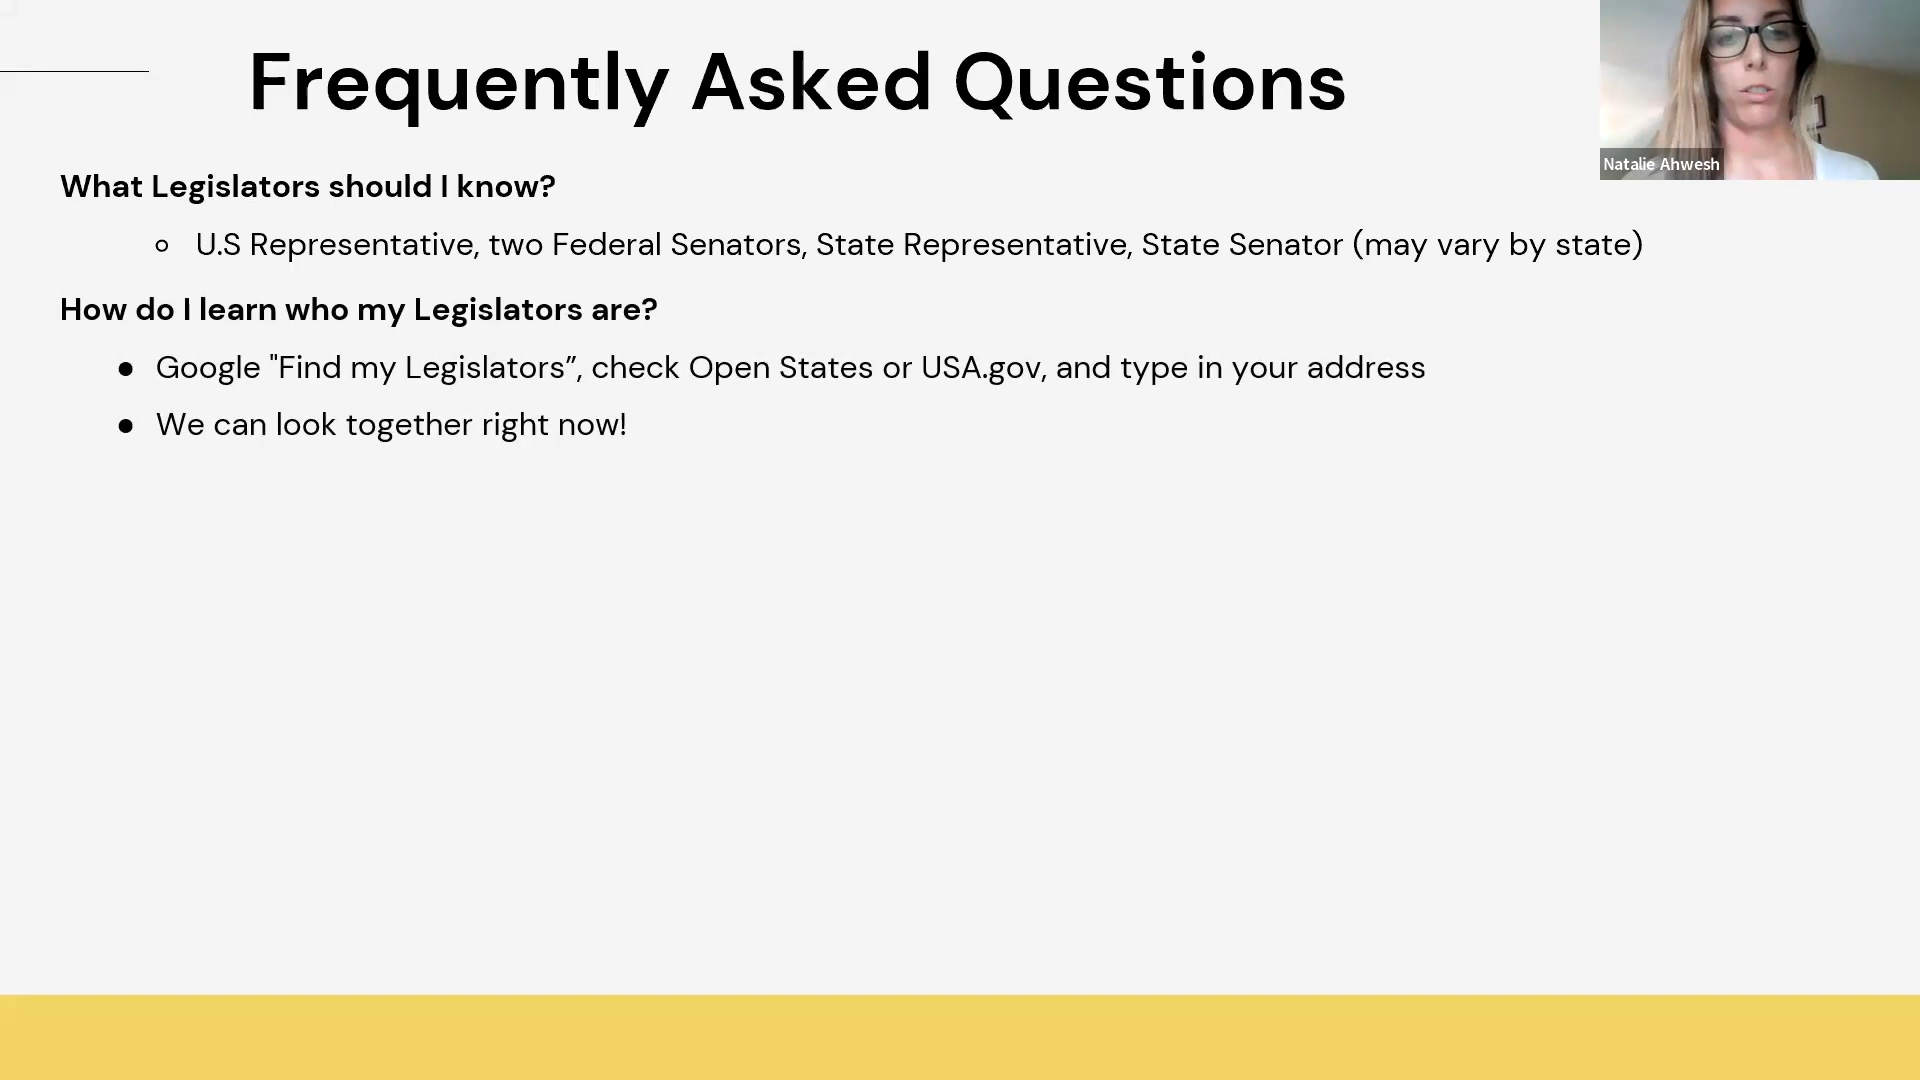 Frequently Asked Questions
Natalie Ahwesh
What Legislators should I know?
○ U.S Representative, two Federal Senators, State Representative, State Senator (may vary by state)
How do I learn who my Legislators are?
● Google "Find my Legislators”, check Open States or USA.gov, and type in your address
● We can look together right now!